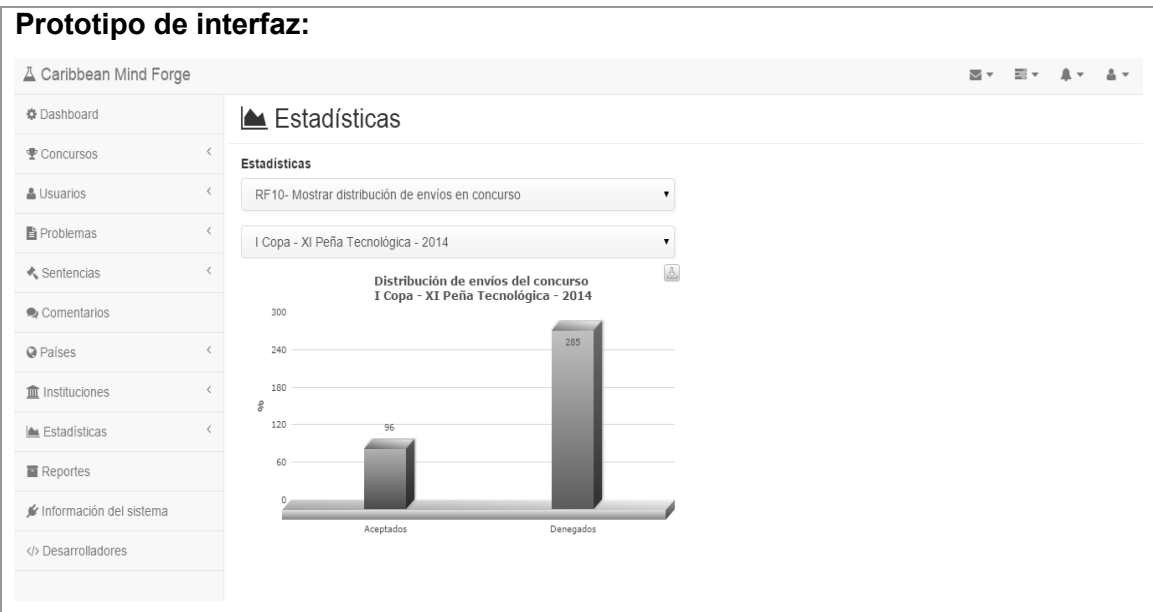 Prototipo de interfaz:
Caribbean Mind Forge
Dashboard
Concursos
Usuarios
Problemas
Sentencias
Comentarios
Países
Instituciones
Estadísticas
Reportes
Información del sistema
</> Desarrolladores
Estadísticas
Estadísticas
RF10- Mostrar distribución de envíos en concurso
I Copa - XI Peña Tecnológica - 2014
Distribución de envíos del concurso
I Copa - XI Peña Tecnológica - 2014
300
240
180
120
60
0
%
96
285
Aceptados
Denegados